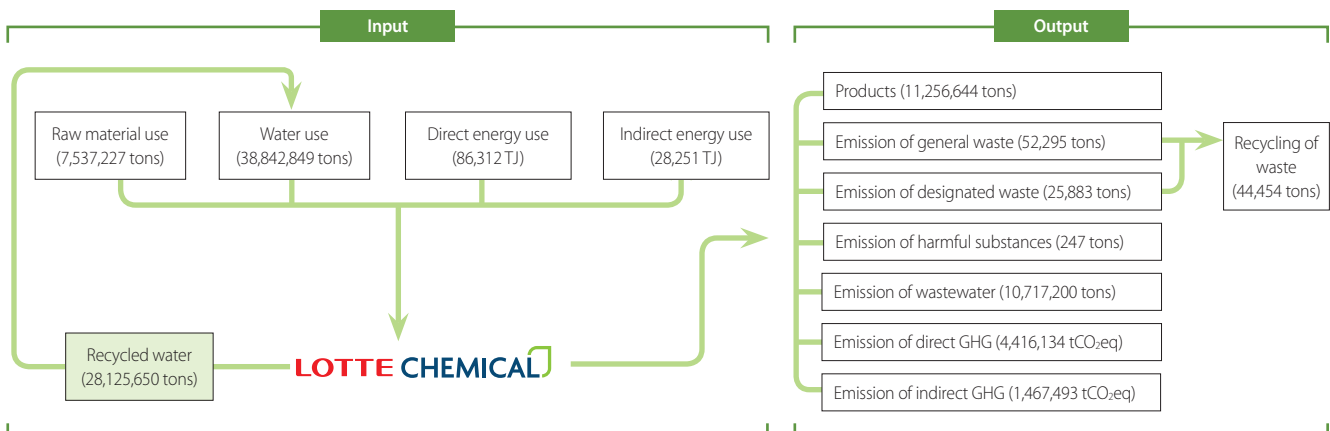 Input
Output
Raw material use
(7,537,227 tons)
Water use
(38,842,849 tons)
Direct energy use
(86,312 TJ)
Indirect energy use
(28,251 TJ)
Recycled water
(28,125,650 tons)
LOTTE CHEMICAL
Products (11,256,644 tons)
Emission of general waste (52,295 tons)
Emission of designated waste (25,883 tons)
Emission of harmful substances (247 tons)
Emission of wastewater (10,717,200 tons)
Emission of direct GHG (4,416,134 tCO₂eq)
Emission of indirect GHG (1,467,493 tCO₂eq)
Recycling of
waste
(44,454 tons)